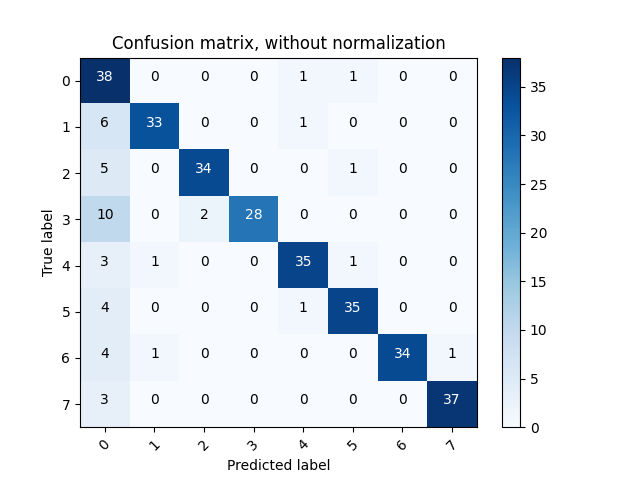 Confusion matrix, without normalization
True label
0 38 0 0 0 1 1 0 0
1 6 33 0 0 1 0 0 0
2 5 0 34 0 0 1 0 0
3 10 0 2 28 0 0 0 0
4 3 1 0 0 35 1 0 0
5 4 0 0 0 1 35 0 0
6 4 1 0 0 0 0 34 1
7 3 0 0 0 0 0 0 37
0 1 2 3 4 5 6 7
Predicted label
35
30
25
20
15
10
5
0